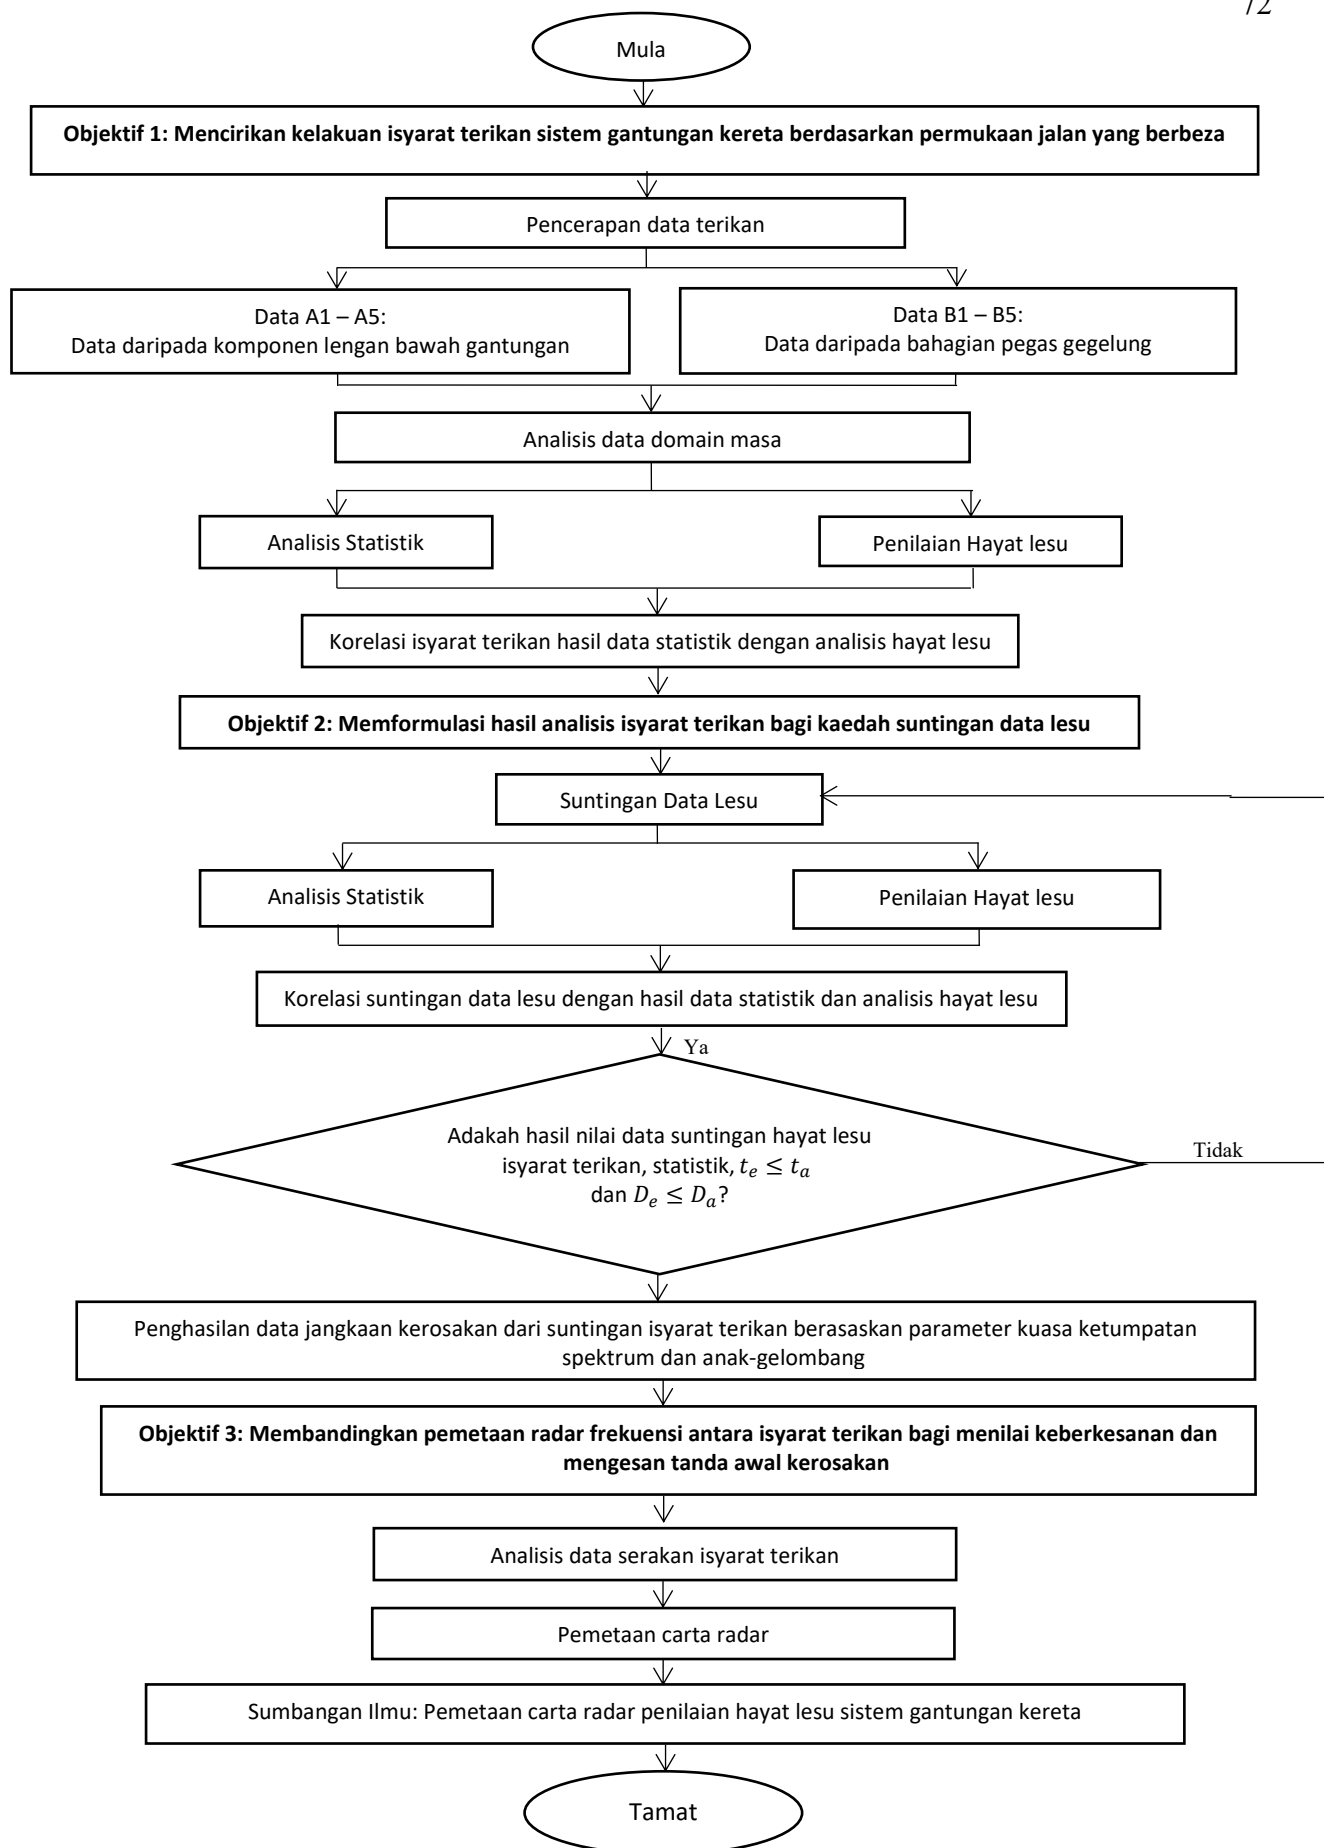 72
Mula
Objektif 1: Mencirikan kelakuan isyarat terikan sistem gantungan kereta berdasarkan permukaan jalan yang berbeza
Pencerapan data terikan
Data A1 – A5:
Data daripada komponen lengan bawah gantungan
Data B1 – B5:
Data daripada bahagian pegas gegelung
Analisis data domain masa
Analisis Statistik
Penilaian Hayat lesu
Korelasi isyarat terikan hasil data statistik dengan analisis hayat lesu
Objektif 2: Memformulasi hasil analisis isyarat terikan bagi kaedah suntingan data lesu
Suntingan Data Lesu
Analisis Statistik
Penilaian Hayat lesu
Korelasi suntingan data lesu dengan hasil data statistik dan analisis hayat lesu
Ya
Adakah hasil nilai data suntingan hayat lesu
isyarat terikan, statistik, $t_e \leq t_a$
dan $D_e \leq D_a$?
Tidak
Penghasilan data jangkaan kerosakan dari suntingan isyarat terikan berasaskan parameter kuasa ketumpatan
spektrum dan anak-gelombang
Objektif 3: Membandingkan pemetaan radar frekuensi antara isyarat terikan bagi menilai keberkesanan dan
mengesan tanda awal kerosakan
Analisis data serakan isyarat terikan
Pemetaan carta radar
Sumbangan Ilmu: Pemetaan carta radar penilaian hayat lesu sistem gantungan kereta
Tamat